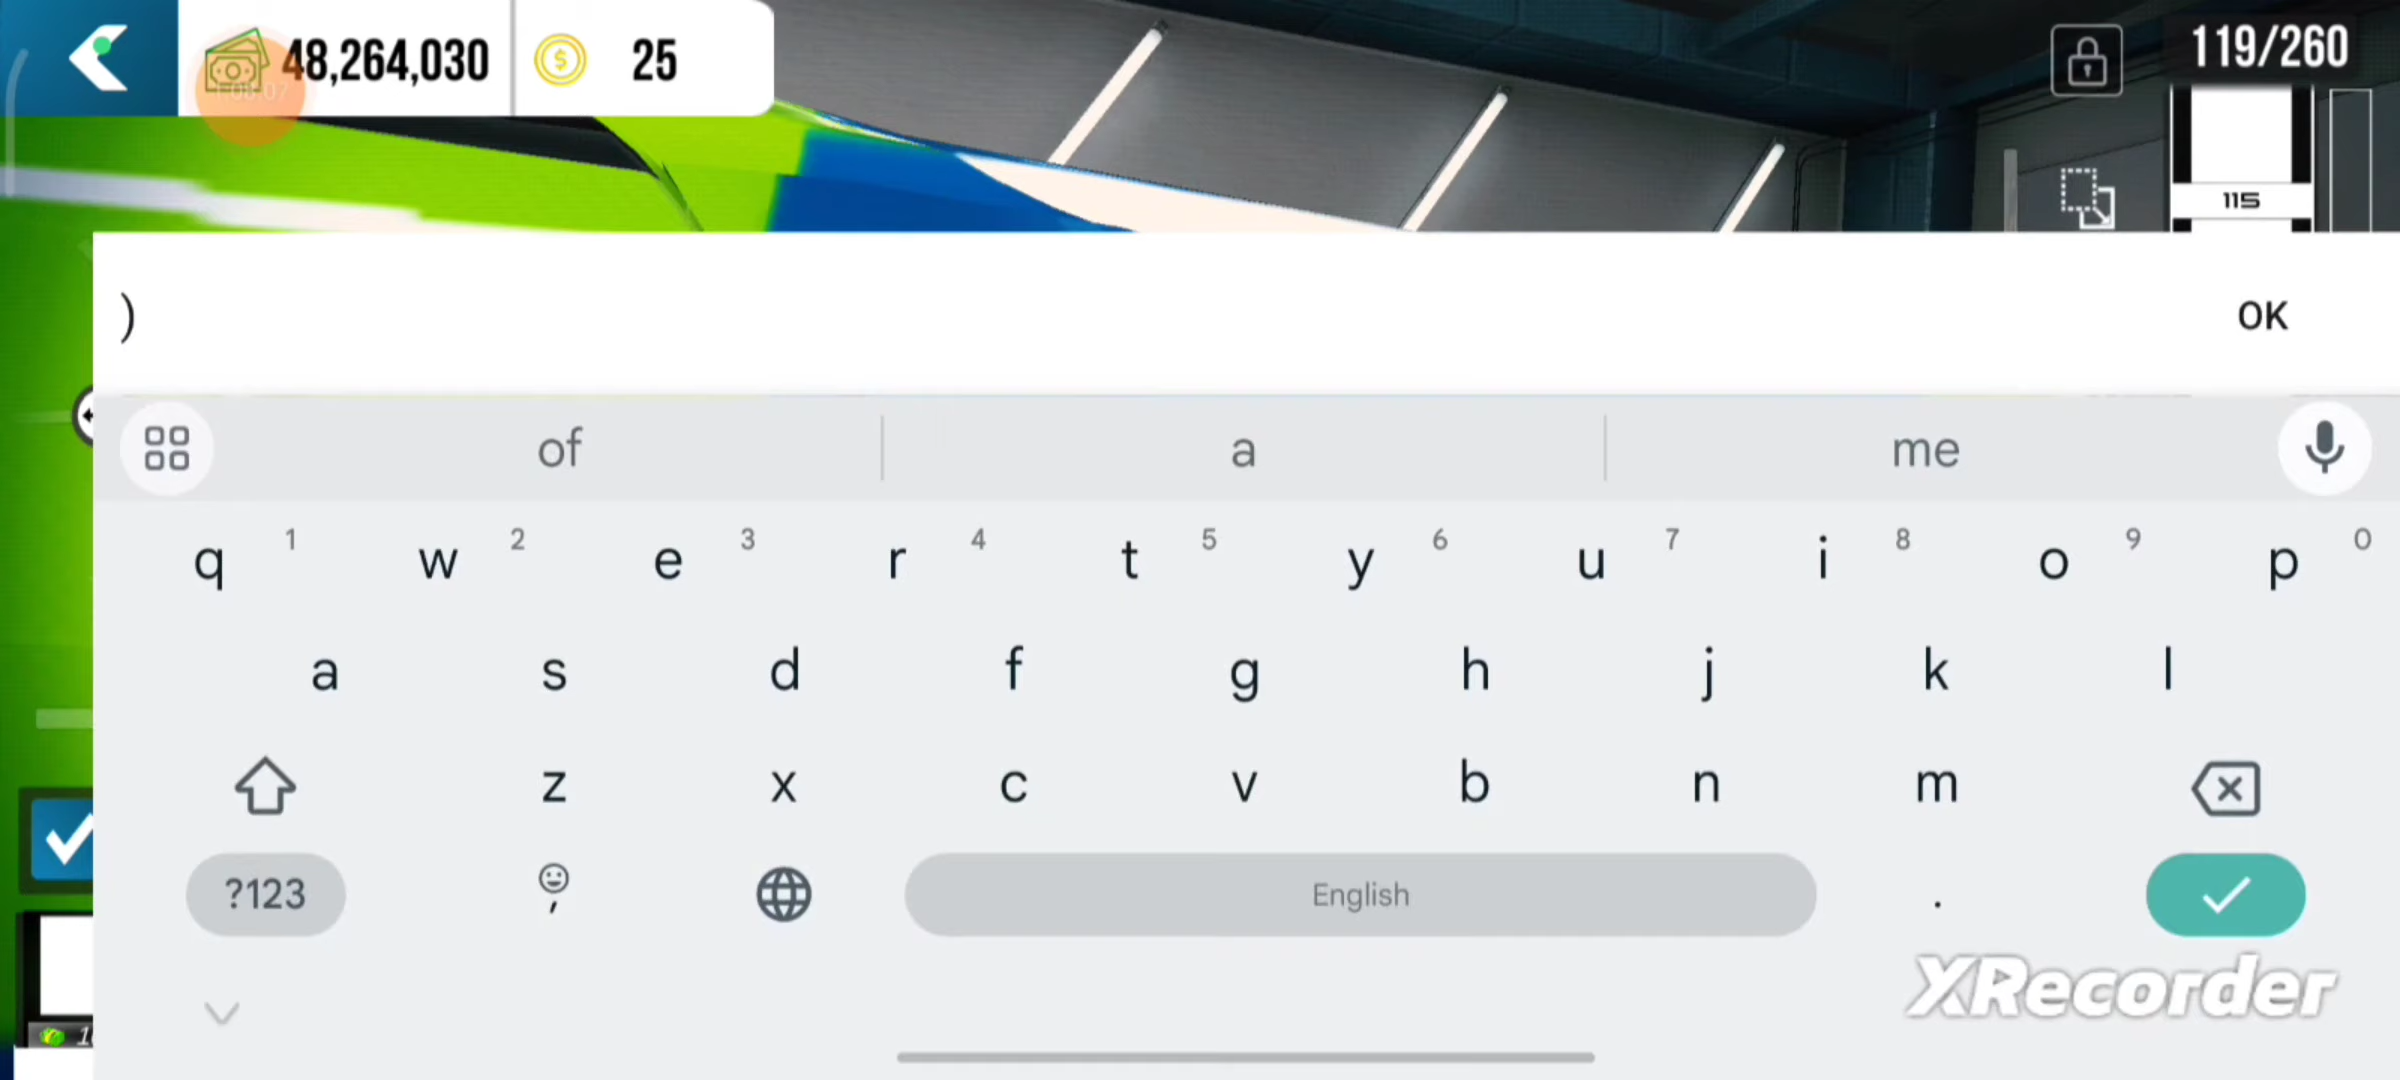 48,264,030 25 119/260
115
) OK
of a me
q 1 w 2 e 3 r 4 t 5 y 6 u 7 i 8 o 9 p 0
a s d f g h j k l
z x c v b n m
?123 , English .
XRecorder